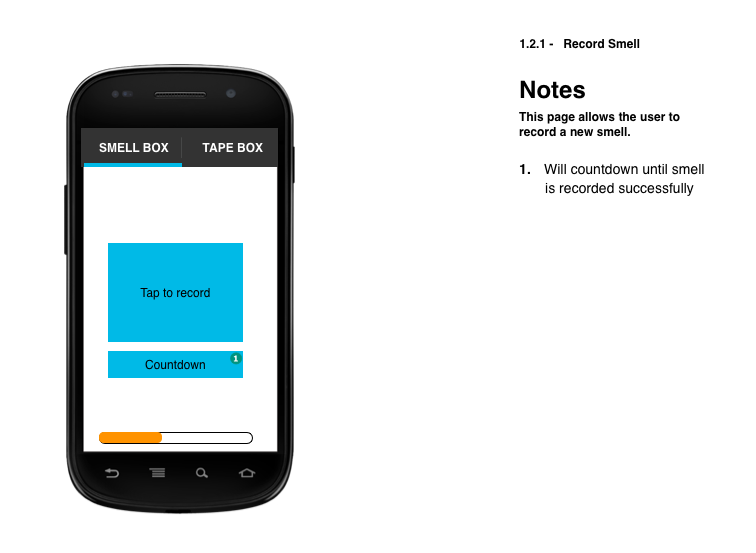 1.2.1 - Record Smell
Notes
This page allows the user to
record a new smell.
1. Will countdown until smell
is recorded successfully
SMELL BOX TAPE BOX
Tap to record
Countdown 1